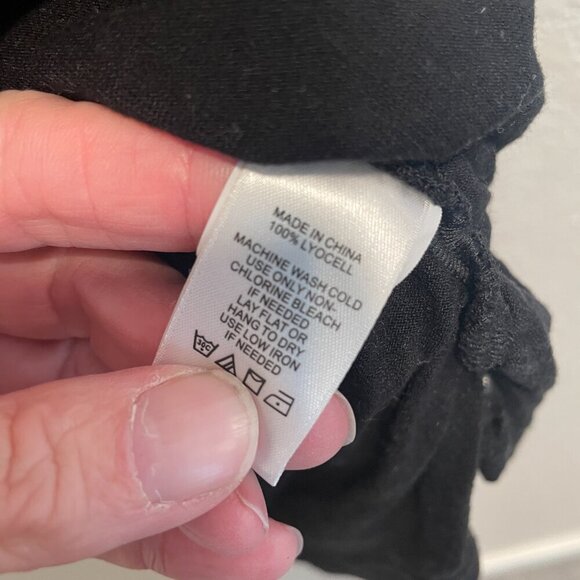 MADE IN CHINA
100% LYOCELL
MACHINE WASH COLD
USE ONLY NON-
CHLORINE BLEACH
IF NEEDED
LAY FLAT OR
HANG TO DRY
USE LOW IRON
IF NEEDED
30C